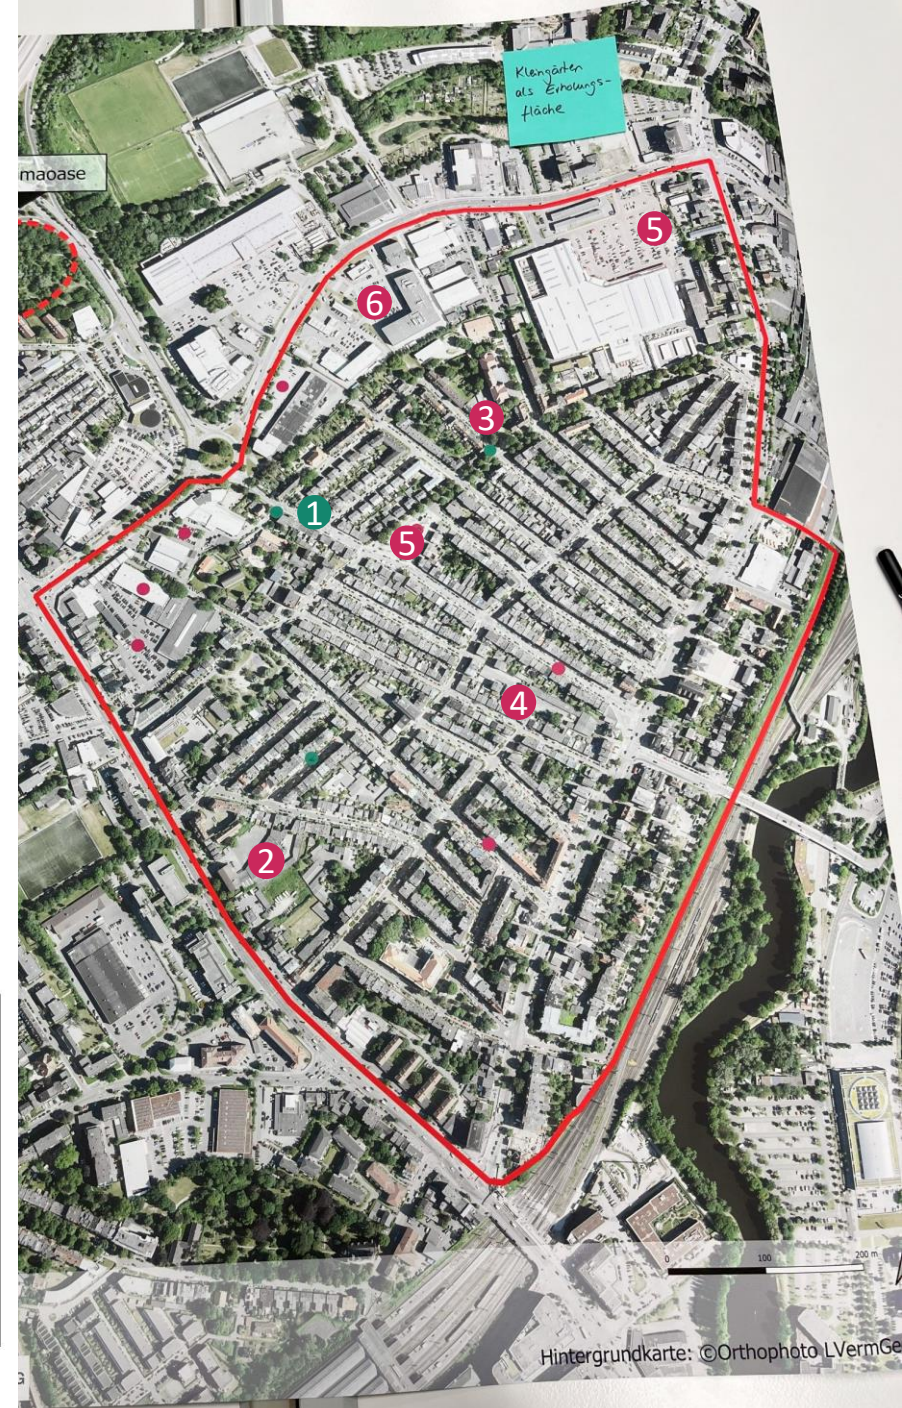 Kleingärten
als Erholungs-
fläche
maoase
5
6
3
1
5
4
2
0 100 200 m
Hintergrundkarte: ©Orthophoto LVermGe
G